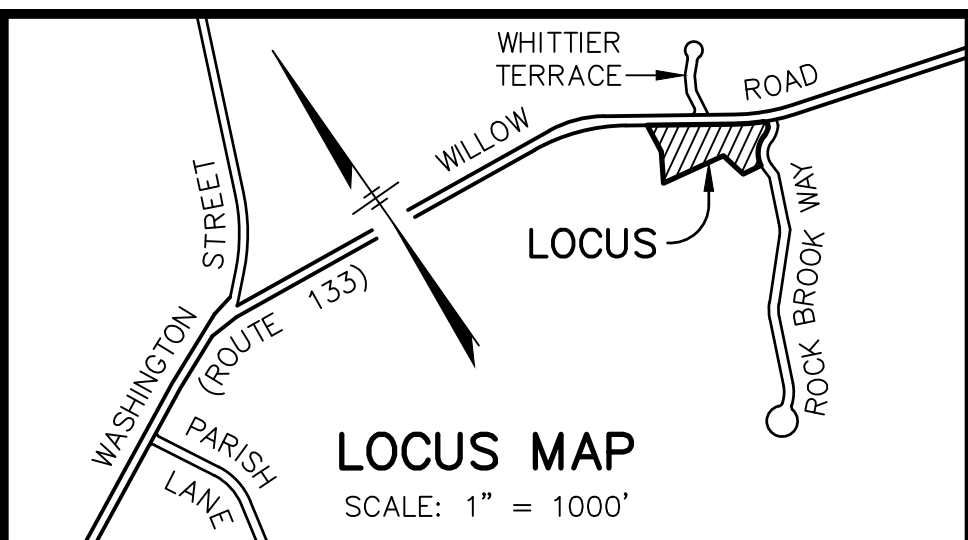 WHITTIER
TERRACE
ROAD
WILLOW
STREET
LOCUS
ROCK BROOK WAY
WASHINGTON
(ROUTE 133)
PARISH
LANE
LOCUS MAP
SCALE: 1" = 1000'